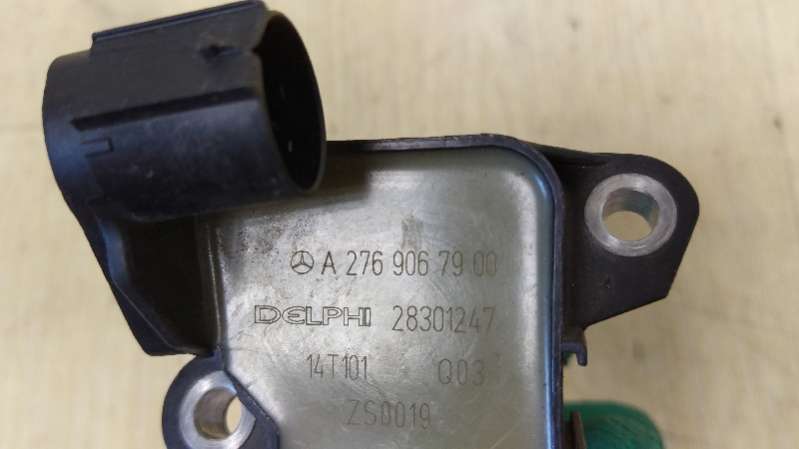 A 276 906 79 00
DELPHI 28301247
14T101 Q03
ZS0019